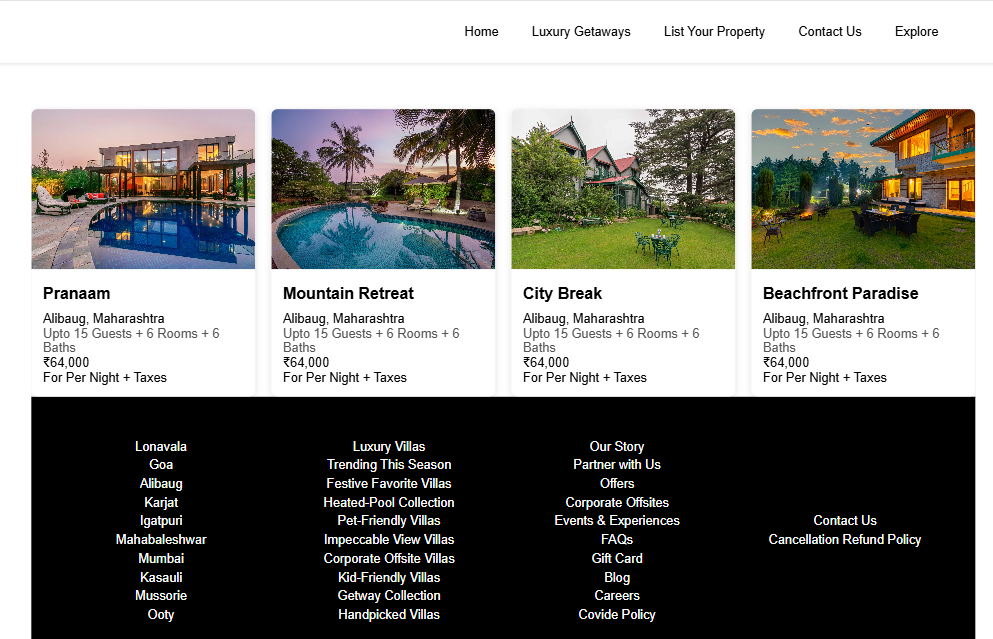 Home Luxury Getaways List Your Property Contact Us Explore
Pranaam
Alibaug, Maharashtra
Upto 15 Guests + 6 Rooms + 6
Baths
₹64,000
For Per Night + Taxes
Mountain Retreat
Alibaug, Maharashtra
Upto 15 Guests + 6 Rooms + 6
Baths
₹64,000
For Per Night + Taxes
City Break
Alibaug, Maharashtra
Upto 15 Guests + 6 Rooms + 6
Baths
₹64,000
For Per Night + Taxes
Beachfront Paradise
Alibaug, Maharashtra
Upto 15 Guests + 6 Rooms + 6
Baths
₹64,000
For Per Night + Taxes
Lonavala
Goa
Alibaug
Karjat
Igatpuri
Mahabaleshwar
Mumbai
Kasauli
Mussorie
Ooty
Luxury Villas
Trending This Season
Festive Favorite Villas
Heated-Pool Collection
Pet-Friendly Villas
Impeccable View Villas
Corporate Offsite Villas
Kid-Friendly Villas
Getway Collection
Handpicked Villas
Our Story
Partner with Us
Offers
Corporate Offsites
Events & Experiences
FAQs
Gift Card
Blog
Careers
Covide Policy
Contact Us
Cancellation Refund Policy